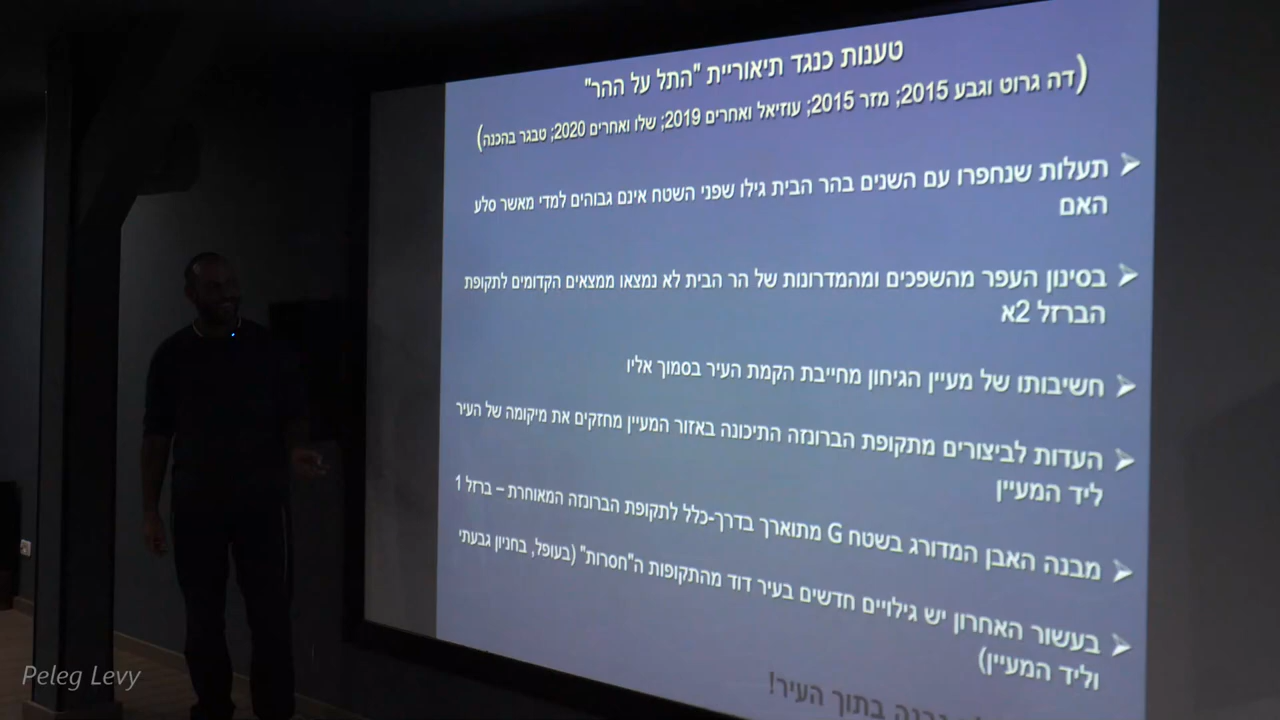 טענות כנגד תיאוריית "התל על ההר"
(דה גרוט וגבע 2015; מזר 2015; עוזיאל ואחרים 2019; שלו ואחרים 2020; טבגר בהכנה)
תעלות שנחפרו עם השנים בהר הבית גילו שפני השטח אינם גבוהים למדי מאשר סלע
האם
בסינון העפר מהשפכים ומהמדרונות של הר הבית לא נמצאו ממצאים הקדומים לתקופת
הברזל 2א
חשיבותו של מעיין הגיחון מחייבת הקמת העיר בסמוך אליו
העדות לביצורים מתקופת הברונזה התיכונה באזור המעיין מחזקים את מיקומה של העיר
ליד המעיין
מבנה האבן המדורג בשטח G מתוארך בדרך-כלל לתקופת הברונזה המאוחרת – ברזל 1
בעשור האחרון יש גילויים חדשים בעיר דוד מהתקופות ה"חסרות" (בעופל, בחניון גבעתי
וליד המעיין)
נבנה בתוך העיר!
Peleg Levy